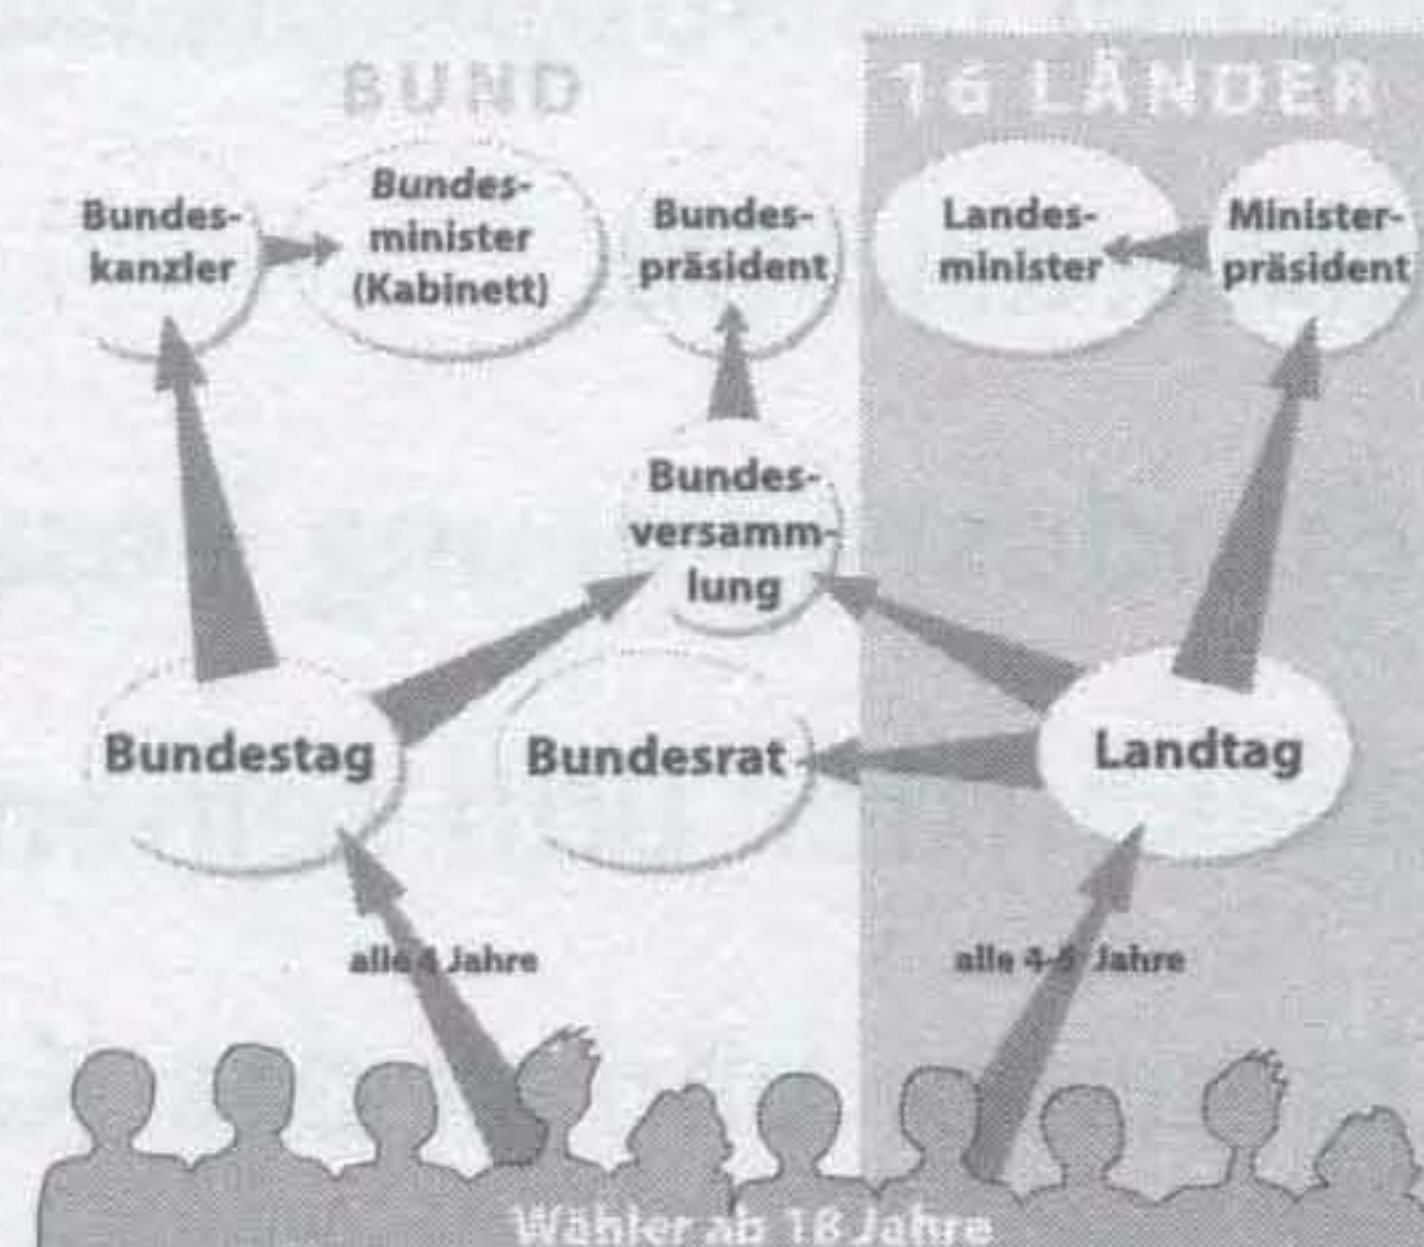 BUND
16 LÄNDER
Bundes-
kanzler
Bundes-
minister
(Kabinett)
Bundes-
präsident
Landes-
minister
Minister-
präsident
Bundes-
versamm-
lung
Bundestag
Bundesrat
Landtag
alle 4 Jahre
alle 4-5 Jahre
Wähler ab 18 Jahre